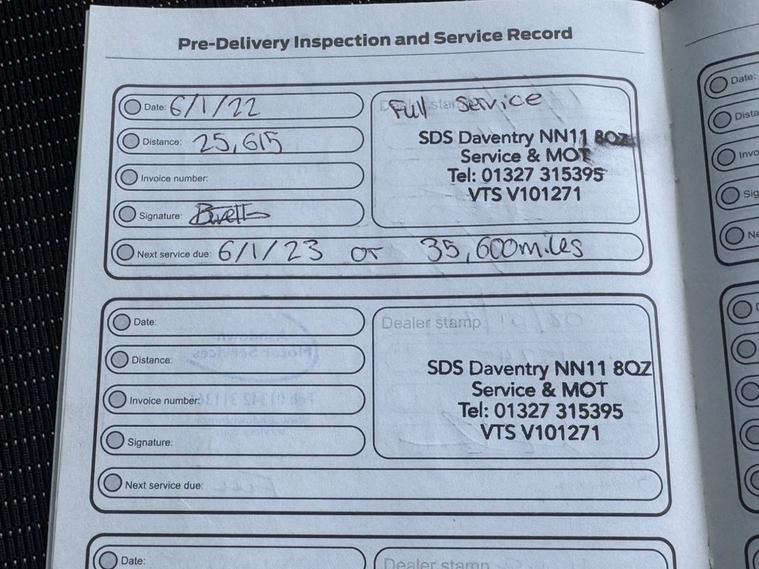 Pre-Delivery Inspection and Service Record
Date: 6/1/22
Distance: 25,615
Invoice number:
Signature:
Full Service
SDS Daventry NN11 8QZ
Service & MOT
Tel: 01327 315395
VTS V101271
Next service due: 6/1/23 or 35,600miles
Date:
Distance:
Invoice number:
Signature:
Dealer stamp
SDS Daventry NN11 8QZ
Service & MOT
Tel: 01327 315395
VTS V101271
Next service due:
Date:
Dealer stamp
Date:
Dista
Invo
Sig
Ne